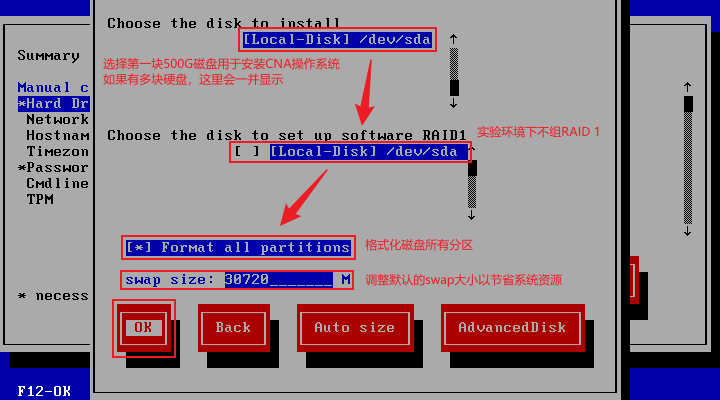 Choose the disk to install
[Local-Disk] /dev/sda
选择第一块500G磁盘用于安装CNA操作系统
如果有多块硬盘，这里会一并显示
Summary
Manual c
*Hard Dr
Network
Hostnam
Timezon
*Passwor
Cmdline
TPM
Choose the disk to set up software RAID1
实验环境下不组RAID 1
[ ] [Local-Disk] /dev/sda
[*] Format all partitions
格式化磁盘所有分区
swap size: 30720_______ M
调整默认的swap大小以节省系统资源
* necess
OK
Back
Auto size
AdvancedDisk
F12-OK